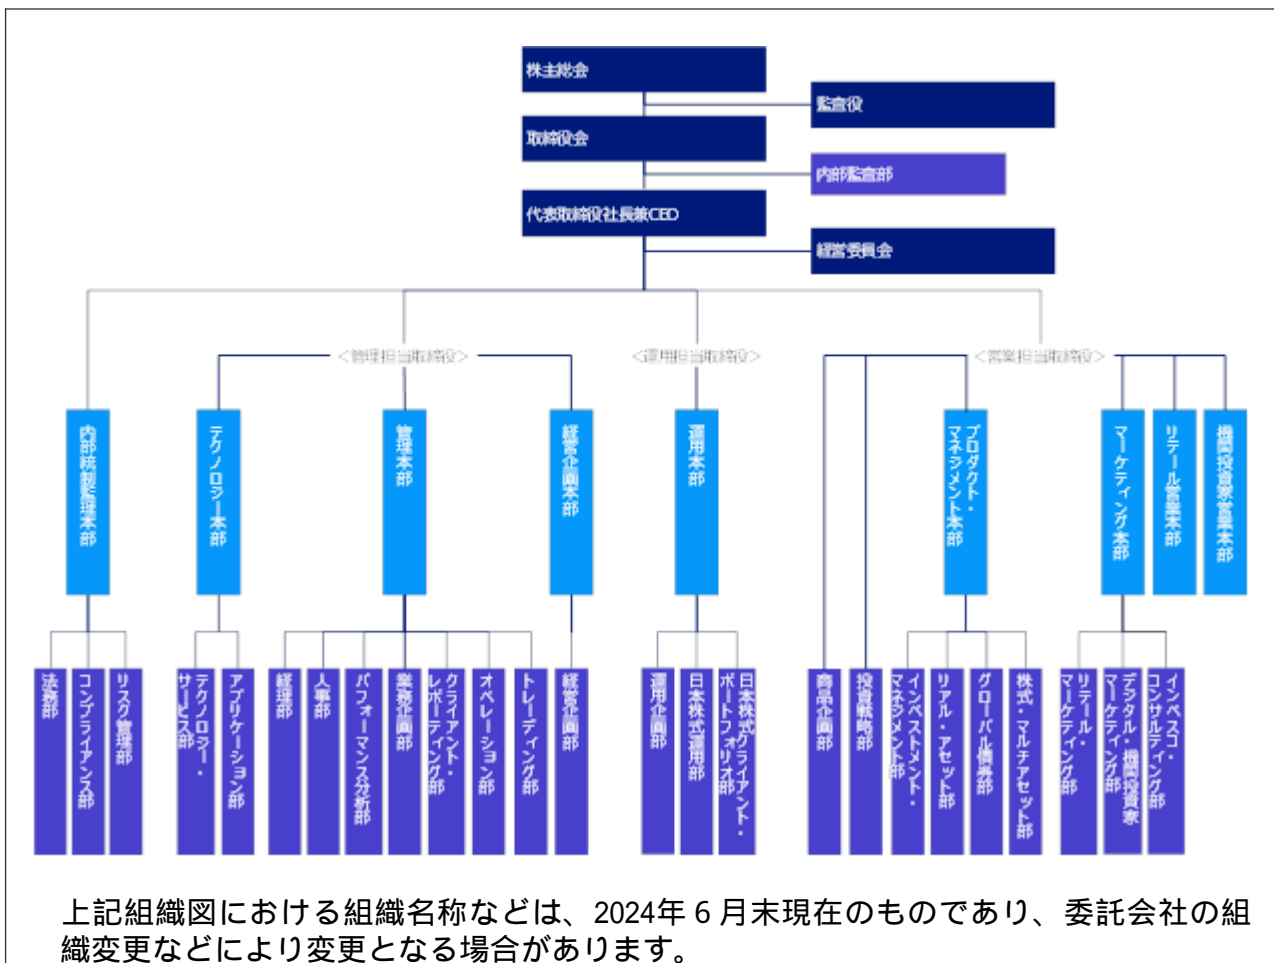 株主総会
監査役
取締役会
内部監査部
代表取締役社長兼CEO
経営委員会
＜管理担当取締役＞
＜運用担当取締役＞
＜営業担当取締役＞
内部統制監理本部
テクノロジー本部
管理本部
経営企画本部
運用本部
プロダクト・
マネジメント本部
マーケティング本部
リテール営業本部
機関投資家営業本部
法務部
コンプライアンス部
リスク管理部
テクノロジー・
サービス部
アプリケーション部
経理部
人事部
パフォーマンス分析部
業務企画部
クライアント・
レポーティング部
オペレーション部
トレーディング部
経営企画部
運用企画部
日本株式運用部
日本株式クライアント・
ポートフォリオ部
商品企画部
投資戦略部
インベストメント・
マネジメント部
リアル・アセット部
グローバル債券部
株式・マルチアセット部
リテール・
マーケティング部
デジタル・機関投資家
マーケティング部
インベスコ・
コンサルティング部
上記組織図における組織名称などは、2024年６月末現在のものであり、委託会社の組
織変更などにより変更となる場合があります。